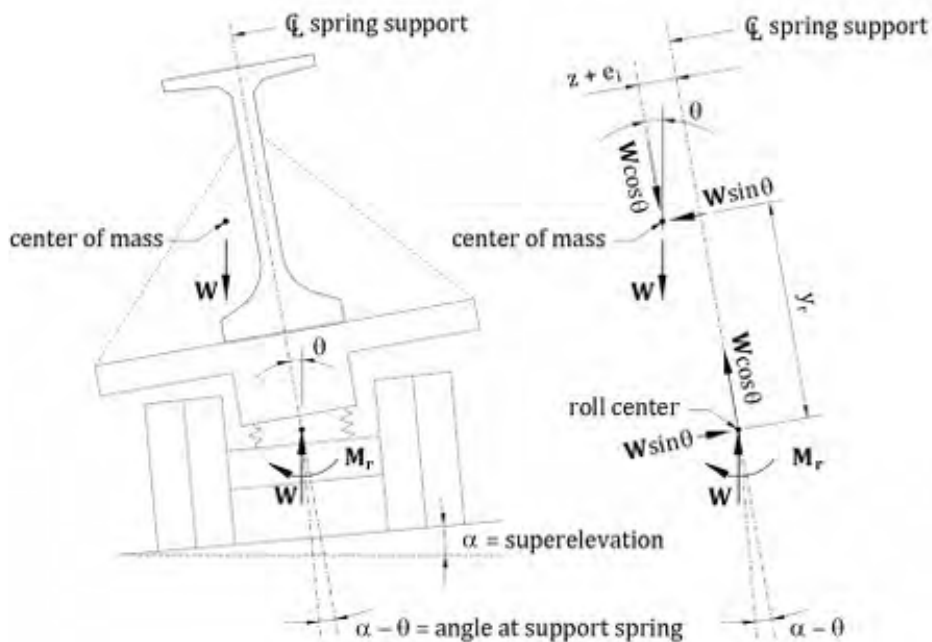 ℄ spring support
θ
center of mass
W
θ
M_r
W
α = superelevation
α − θ = angle at support spring
℄ spring support
z + e_i
θ
Wcosθ
Wsinθ
center of mass
W
y_r
Wcosθ
roll center
Wsinθ
M_r
W
α − θ